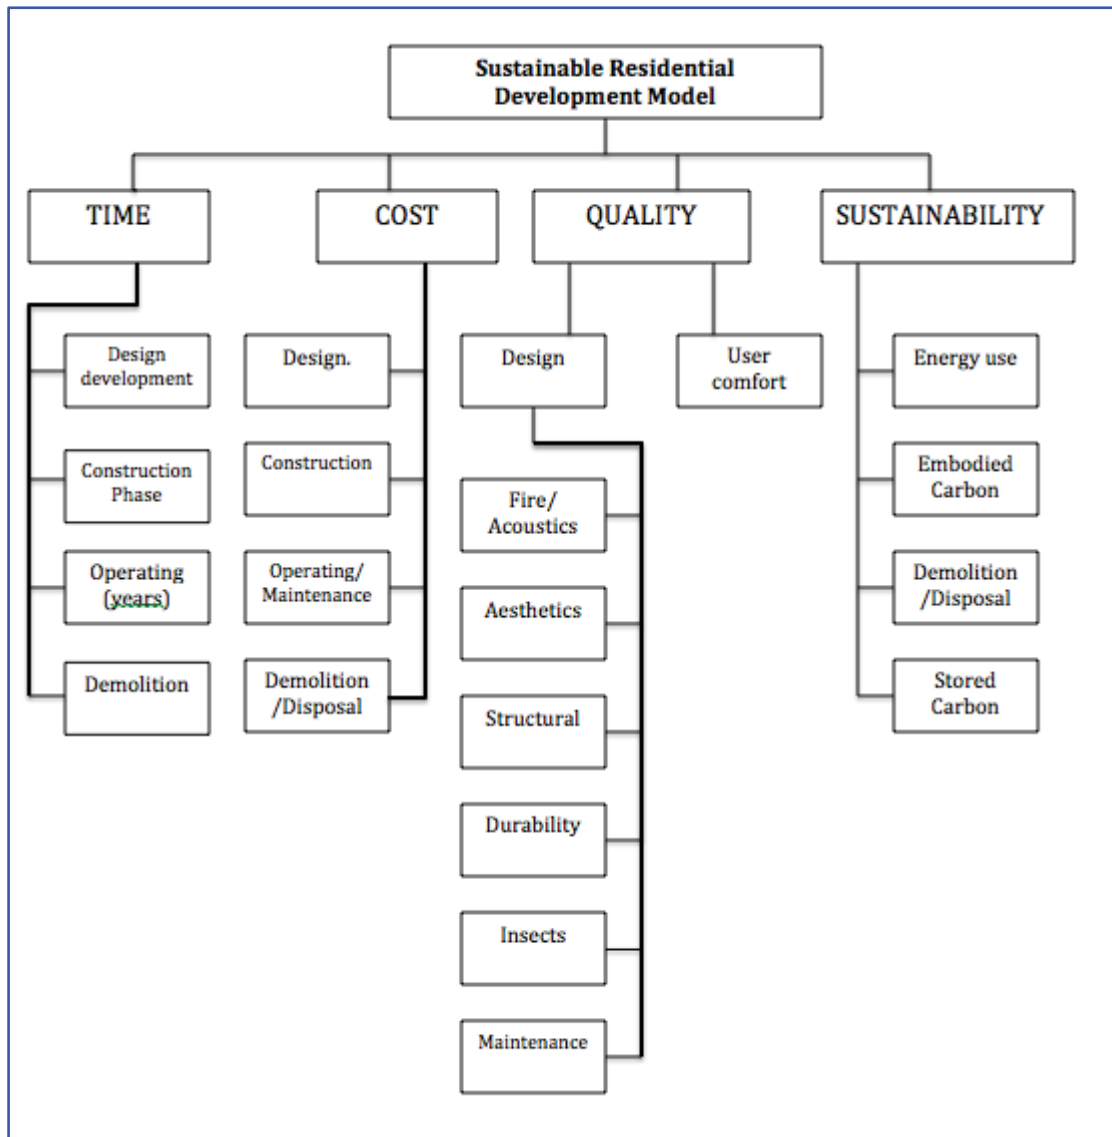 Sustainable Residential
Development Model
TIME
COST
QUALITY
SUSTAINABILITY
Design
development
Construction
Phase
Operating
(years)
Demolition
Design.
Construction
Operating/
Maintenance
Demolition
/Disposal
Design
User
comfort
Fire/
Acoustics
Aesthetics
Structural
Durability
Insects
Maintenance
Energy use
Embodied
Carbon
Demolition
/Disposal
Stored
Carbon